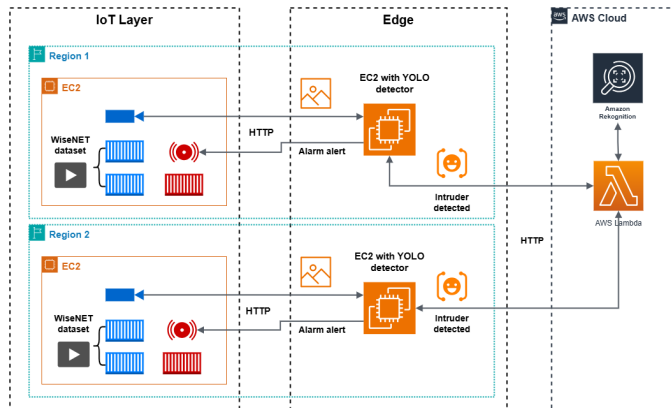 IoT Layer
Edge
aws
AWS Cloud
Region 1
EC2
WiseNET
dataset
HTTP
Alarm alert
EC2 with YOLO
detector
Intruder
detected
Amazon
Rekognition
AWS Lambda
HTTP
Region 2
EC2
WiseNET
dataset
HTTP
Alarm alert
EC2 with YOLO
detector
Intruder
detected